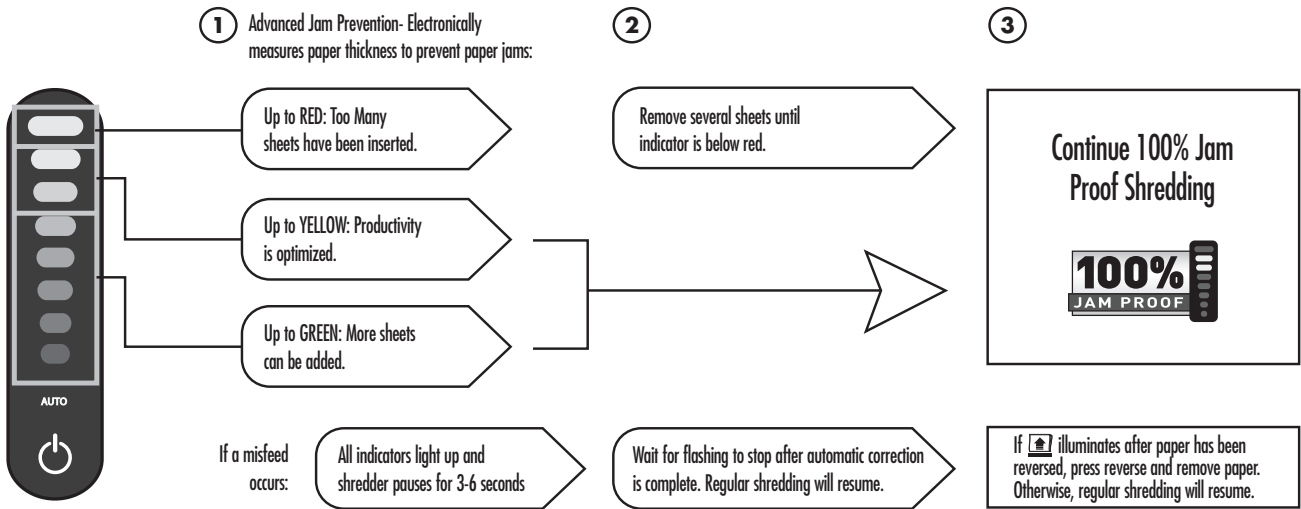 1 Advanced Jam Prevention- Electronically
measures paper thickness to prevent paper jams:
2
3
Up to RED: Too Many
sheets have been inserted.
Remove several sheets until
indicator is below red.
Continue 100% Jam
Proof Shredding
Up to YELLOW: Productivity
is optimized.
100%
JAM PROOF
Up to GREEN: More sheets
can be added.
AUTO
If a misfeed
occurs:
All indicators light up and
shredder pauses for 3-6 seconds
Wait for flashing to stop after automatic correction
is complete. Regular shredding will resume.
If illuminates after paper has been
reversed, press reverse and remove paper.
Otherwise, regular shredding will resume.